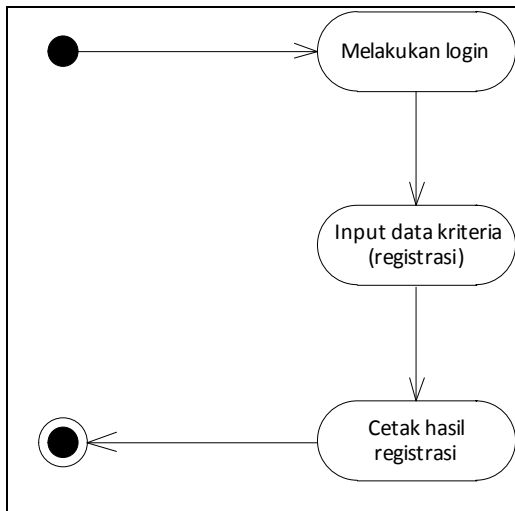 Melakukan login
Input data kriteria
(registrasi)
Cetak hasil
registrasi